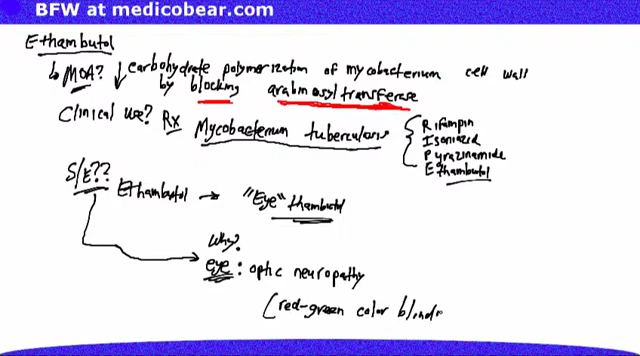 BFW at medicobear.com
Ethambutol
↳ MOA? ↓ carbohydrate polymerization of mycobacterium cell wall
by blocking arabinosyl transferase
Clinical use? Rx Mycobacterium tuberculosis
Rifampin
Isoniazid
Pyrazinamide
Ethambutol
S/E?? Ethambutol → "Eye" thambutol
Why?
eye: optic neuropathy
(red-green color blindn